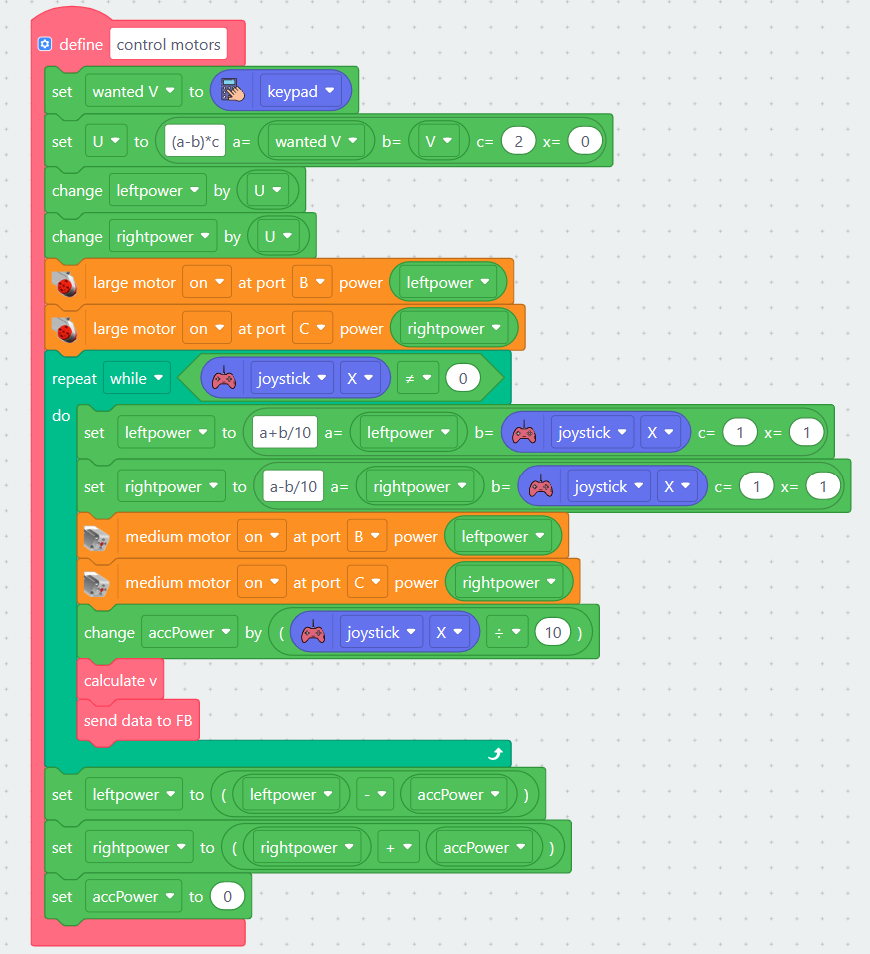 define control motors
set wanted V to keypad
set U to (a-b)*c a= wanted V b= V c= 2 x= 0
change leftpower by U
change rightpower by U
large motor on at port B power leftpower
large motor on at port C power rightpower
repeat while joystick X ≠ 0
do
set leftpower to a+b/10 a= leftpower b= joystick X c= 1 x= 1
set rightpower to a-b/10 a= rightpower b= joystick X c= 1 x= 1
medium motor on at port B power leftpower
medium motor on at port C power rightpower
change accPower by ( joystick X ÷ 10 )
calculate v
send data to FB
set leftpower to ( leftpower - accPower )
set rightpower to ( rightpower + accPower )
set accPower to 0